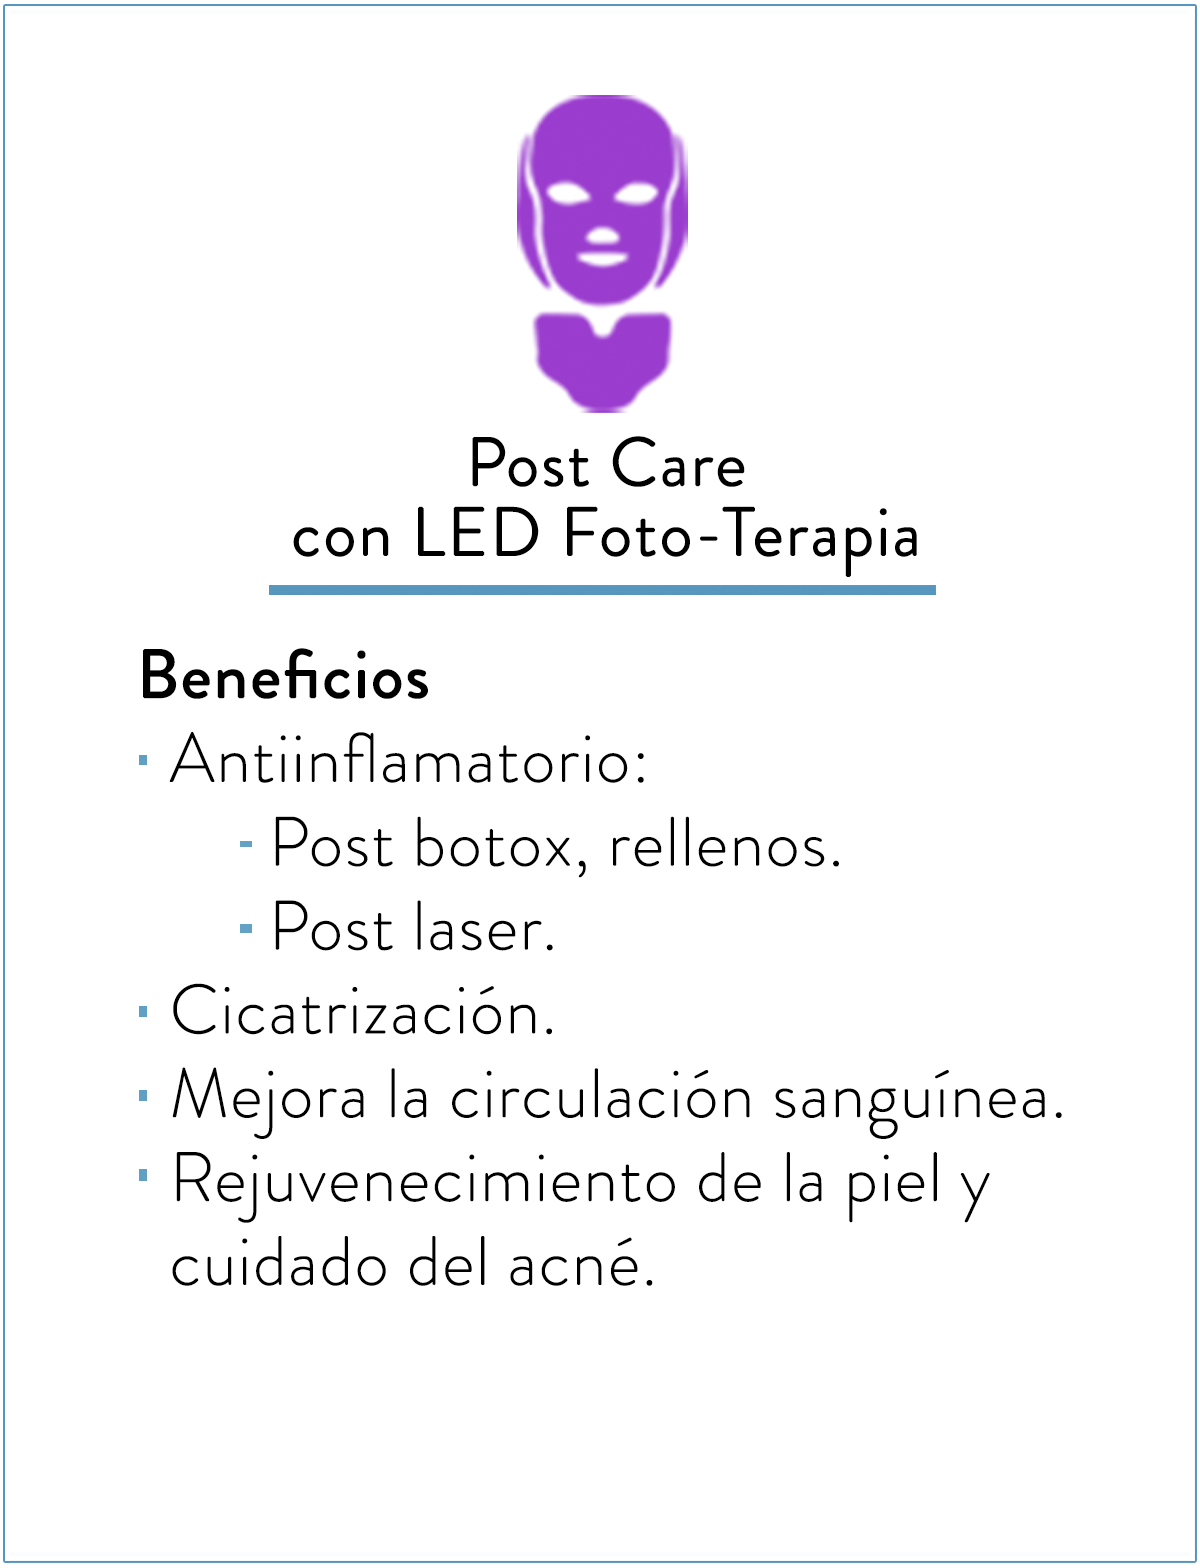 Post Care
con LED Foto-Terapia
Beneficios
▪ Antiinflamatorio:
- Post botox, rellenos.
- Post laser.
▪ Cicatrización.
▪ Mejora la circulación sanguínea.
▪ Rejuvenecimiento de la piel y
cuidado del acné.